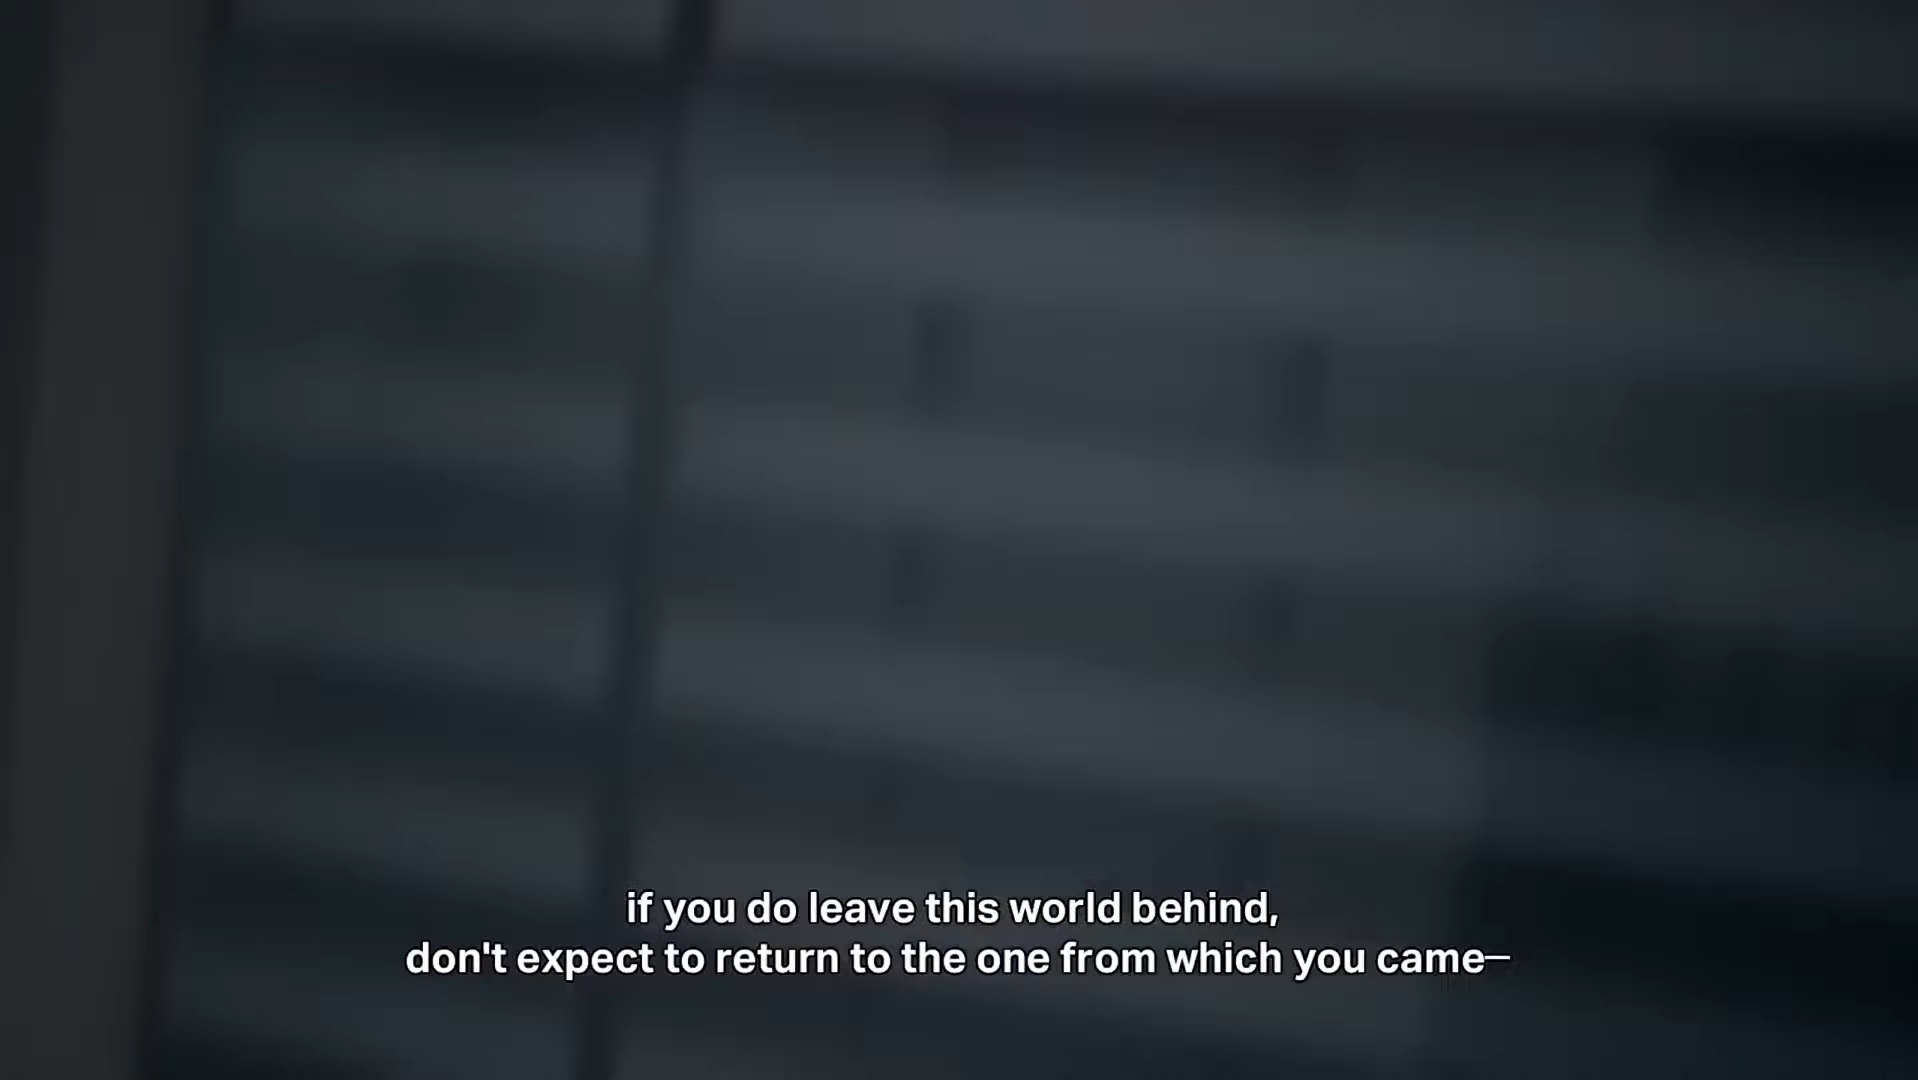 if you do leave this world behind,
don't expect to return to the one from which you came—